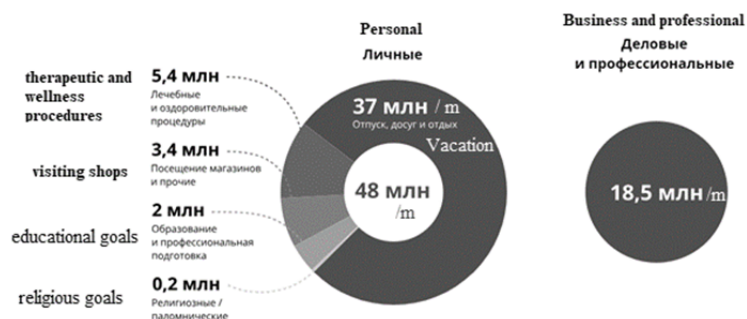 Personal
Личные
Business and professional
Деловые
и профессиональные
therapeutic and
wellness
procedures
5,4 млн
Лечебные
и оздоровительные
процедуры
37 млн / m
Отпуск, досуг и отдых
Vacation
visiting shops
3,4 млн
Посещение магазинов
и прочие
48 млн
/m
18,5 млн/m
educational goals
2 млн
Образование
и профессиональная
подготовка
religious goals
0,2 млн
Религиозные /
паломнические